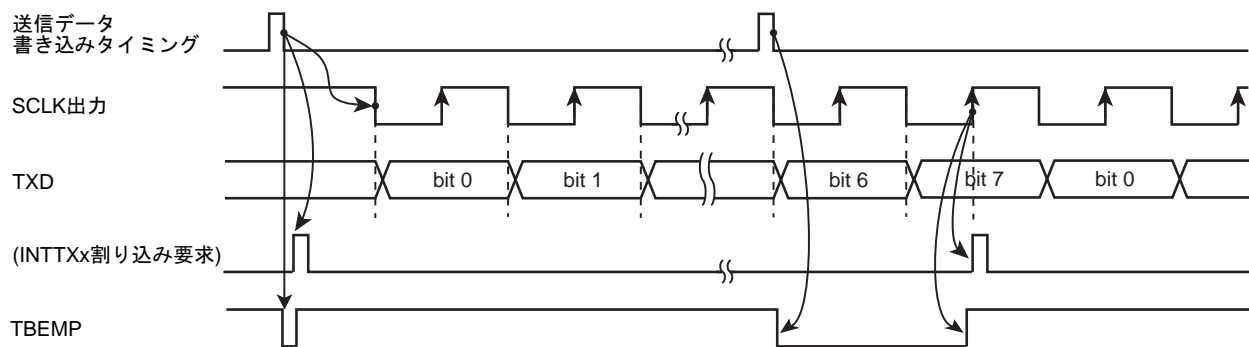 送信データ
書き込みタイミング
SCLK出力
TXD
bit 0
bit 1
bit 6
bit 7
bit 0
(INTTXx割り込み要求)
TBEMP